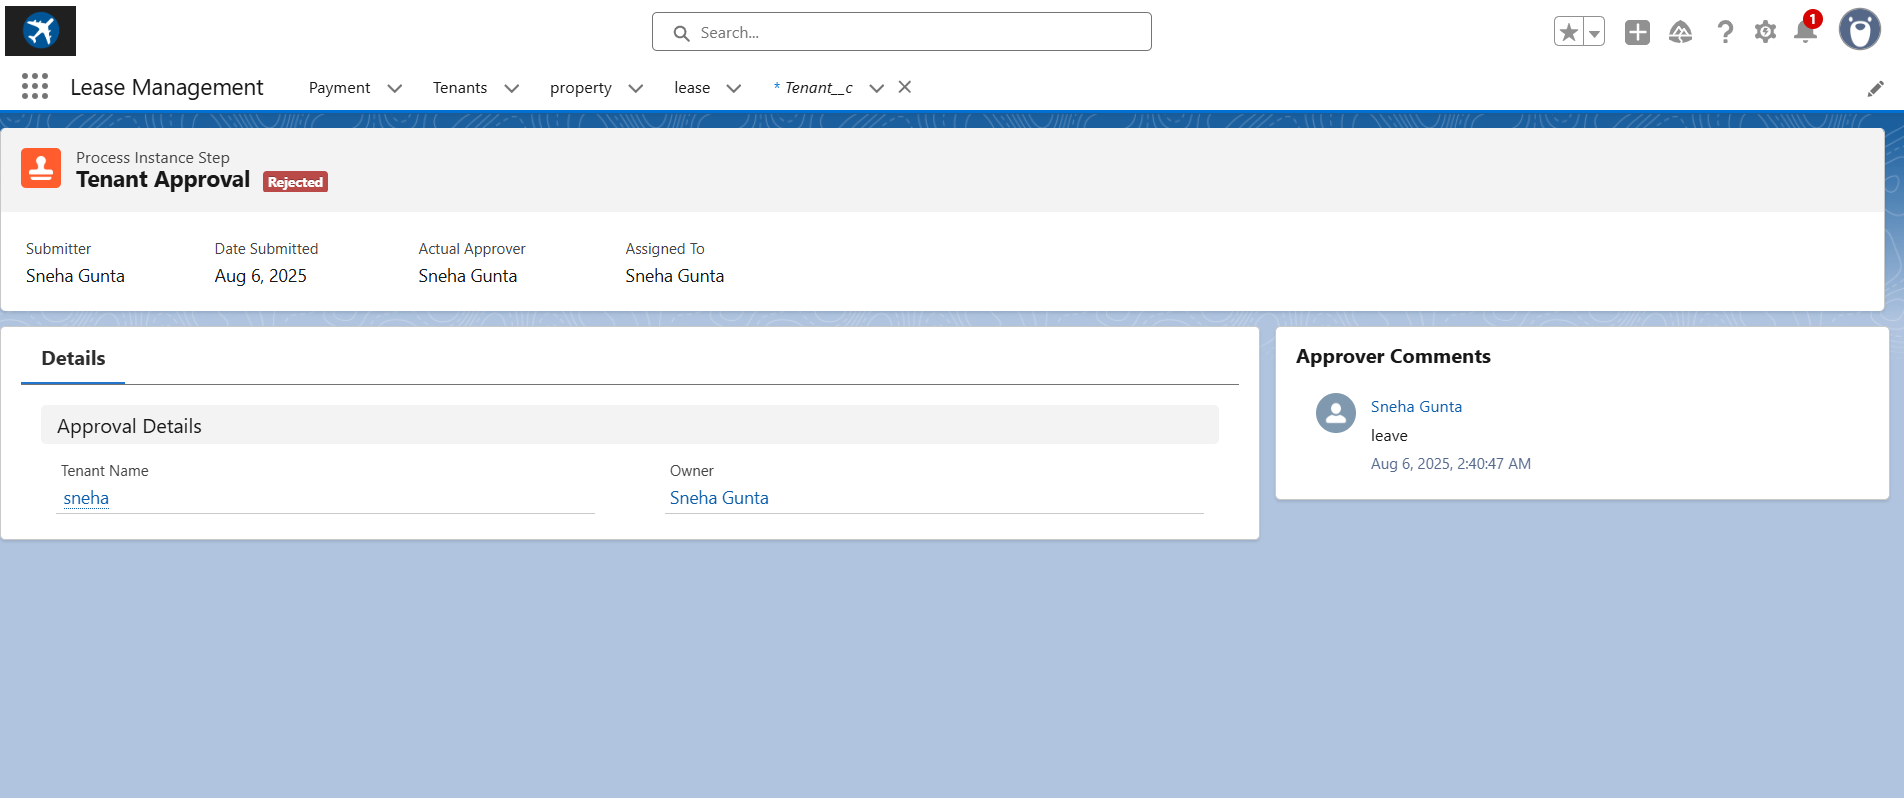 Search...
1
Lease Management
Payment
Tenants
property
lease
* Tenant__c
Process Instance Step
Tenant Approval Rejected
Submitter
Sneha Gunta
Date Submitted
Aug 6, 2025
Actual Approver
Sneha Gunta
Assigned To
Sneha Gunta
Details
Approval Details
Tenant Name
sneha
Owner
Sneha Gunta
Approver Comments
Sneha Gunta
leave
Aug 6, 2025, 2:40:47 AM